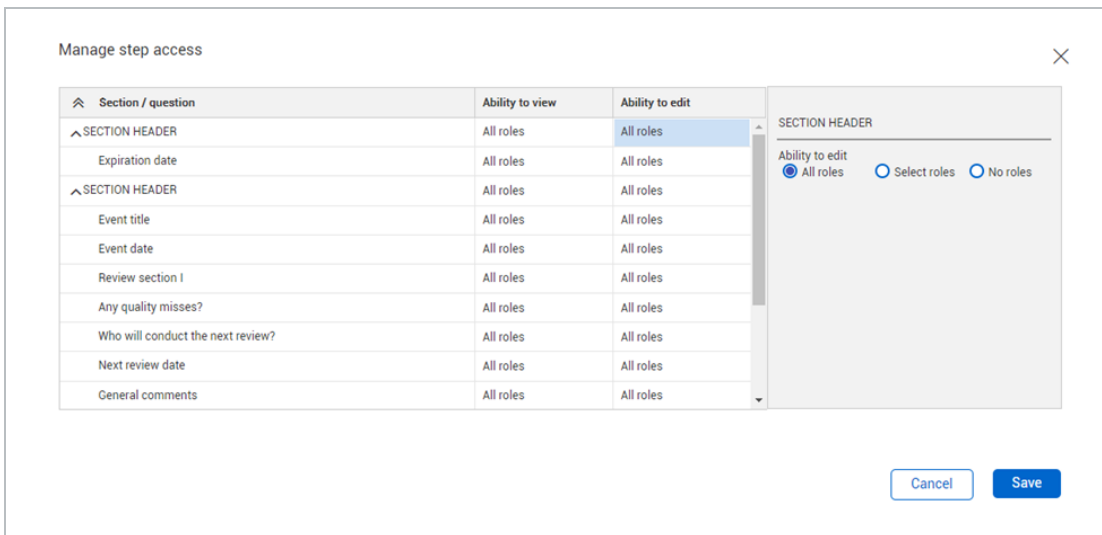 Manage step access
Section / question Ability to view Ability to edit
SECTION HEADER All roles All roles
Expiration date All roles All roles
SECTION HEADER All roles All roles
Event title All roles All roles
Event date All roles All roles
Review section I All roles All roles
Any quality misses? All roles All roles
Who will conduct the next review? All roles All roles
Next review date All roles All roles
General comments All roles All roles
SECTION HEADER
Ability to edit
All roles Select roles No roles
Cancel Save